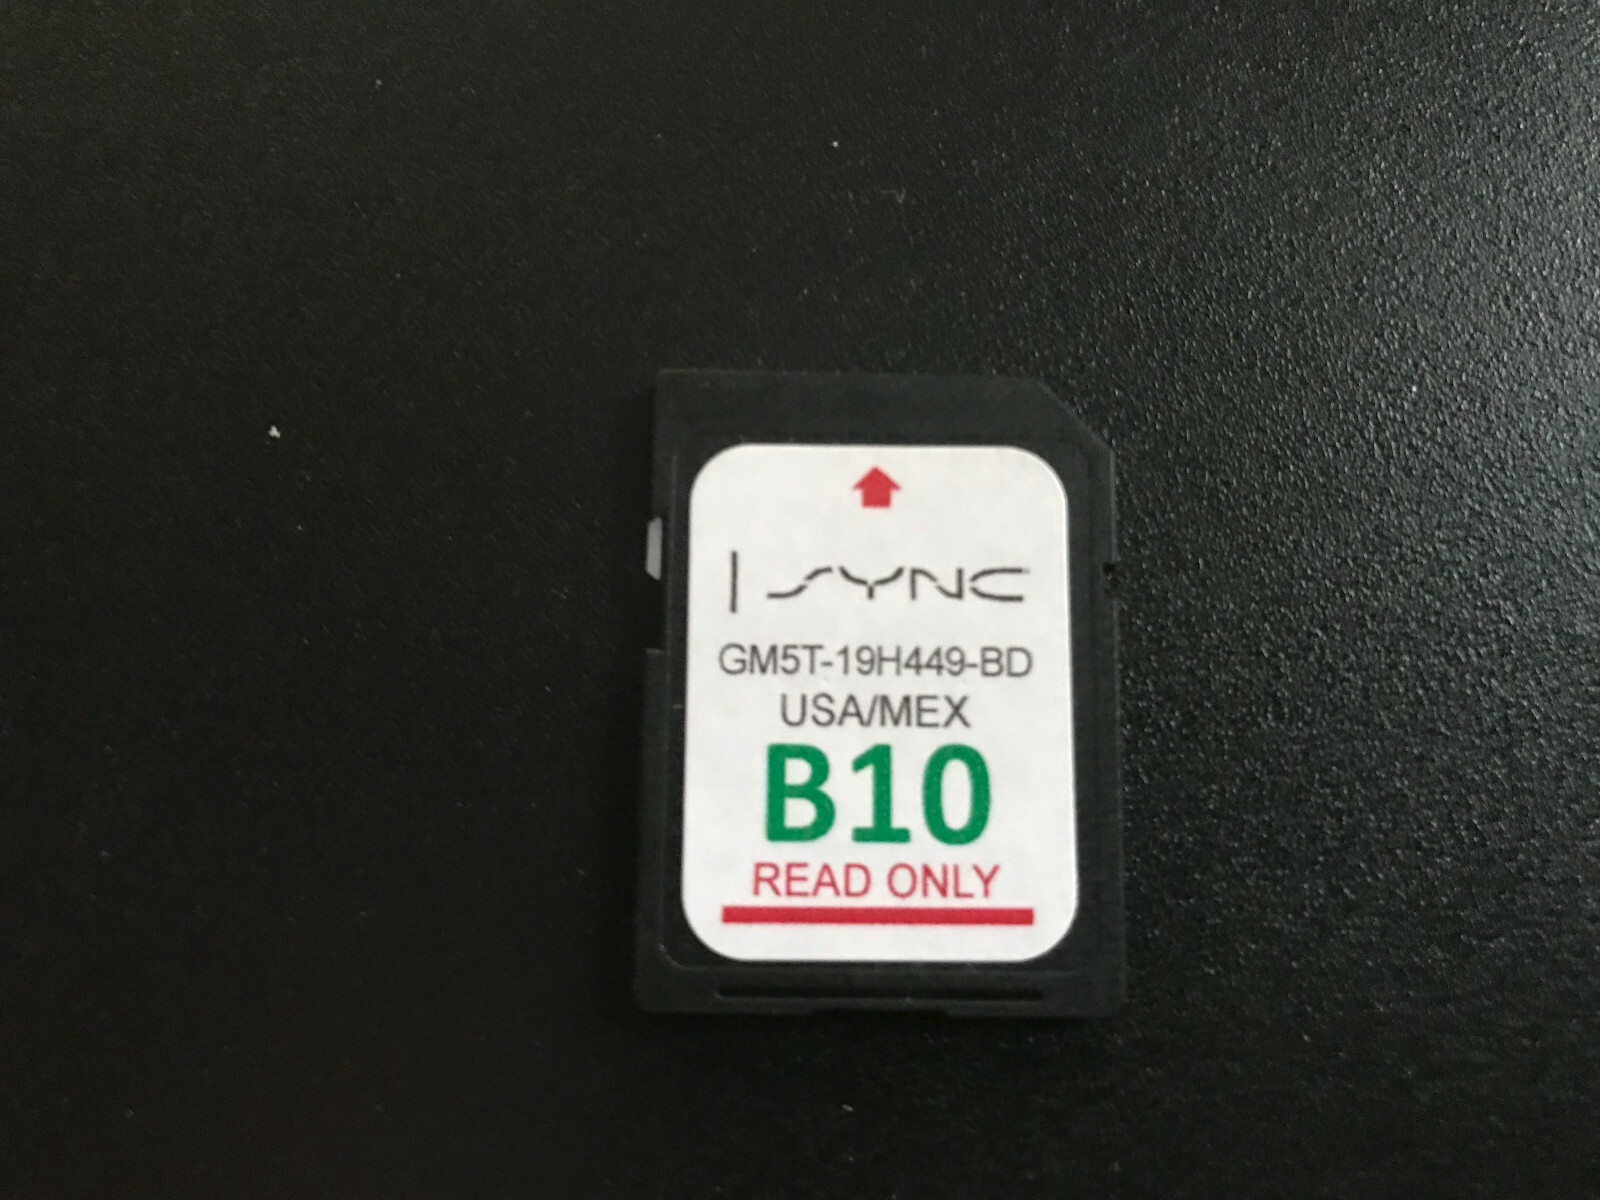 | SYNC
GM5T-19H449-BD
USA/MEX
B10
READ ONLY